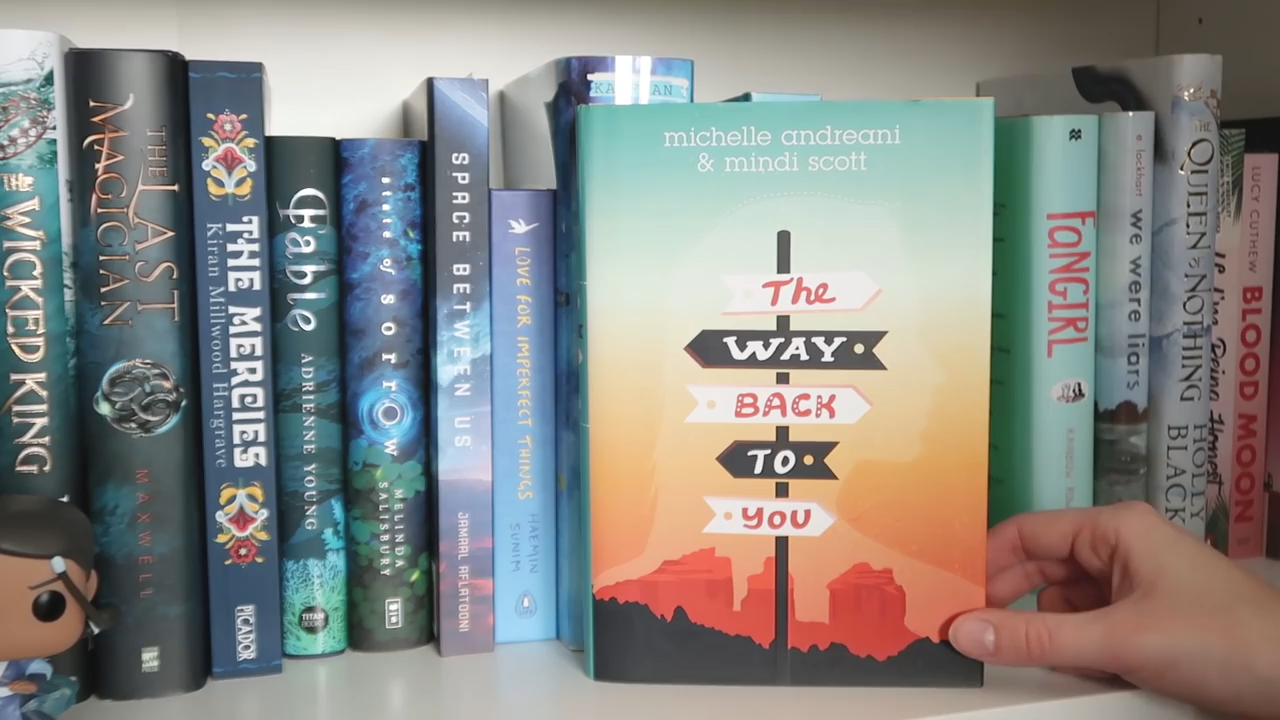 THE
WICKED KING
THE LAST
MAGICIAN
MAXWELL
THE MERCIES
Kiran Millwood Hargrave
PICADOR
Fable
ADRIENNE YOUNG
TITAN
BOOKS
state of sorrow
MELINDA
SALISBURY
SPACE BETWEEN US
JAMAAL AFLATOONI
LOVE FOR IMPERFECT THINGS
HAEMIN
SUNIM
michelle andreani
& mindi scott
The
WAY
BACK
TO
YOU
FANGIRL
e lockhart
we were liars
THE
QUEEN of NOTHING
HOLLY
BLACK
If I'm Being Honest
LUCY CUTHEW
BLOOD MOON